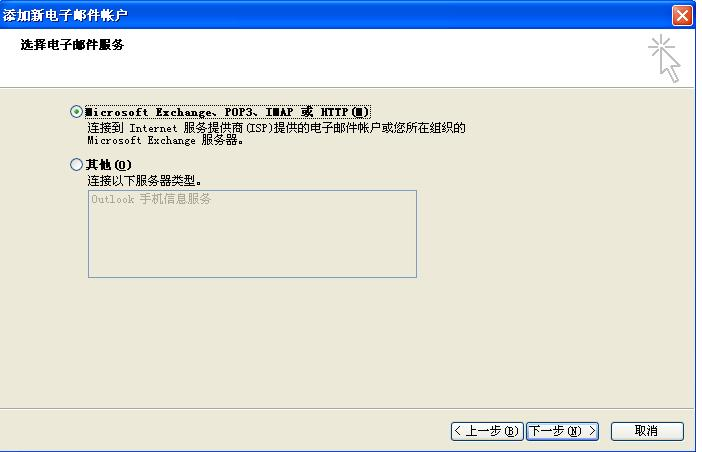 添加新电子邮件帐户
选择电子邮件服务
Microsoft Exchange、POP3、IMAP 或 HTTP(M)
连接到 Internet 服务提供商(ISP)提供的电子邮件帐户或您所在组织的
Microsoft Exchange 服务器。
其他(O)
连接以下服务器类型。
Outlook 手机信息服务
< 上一步(B) 下一步(N) > 取消